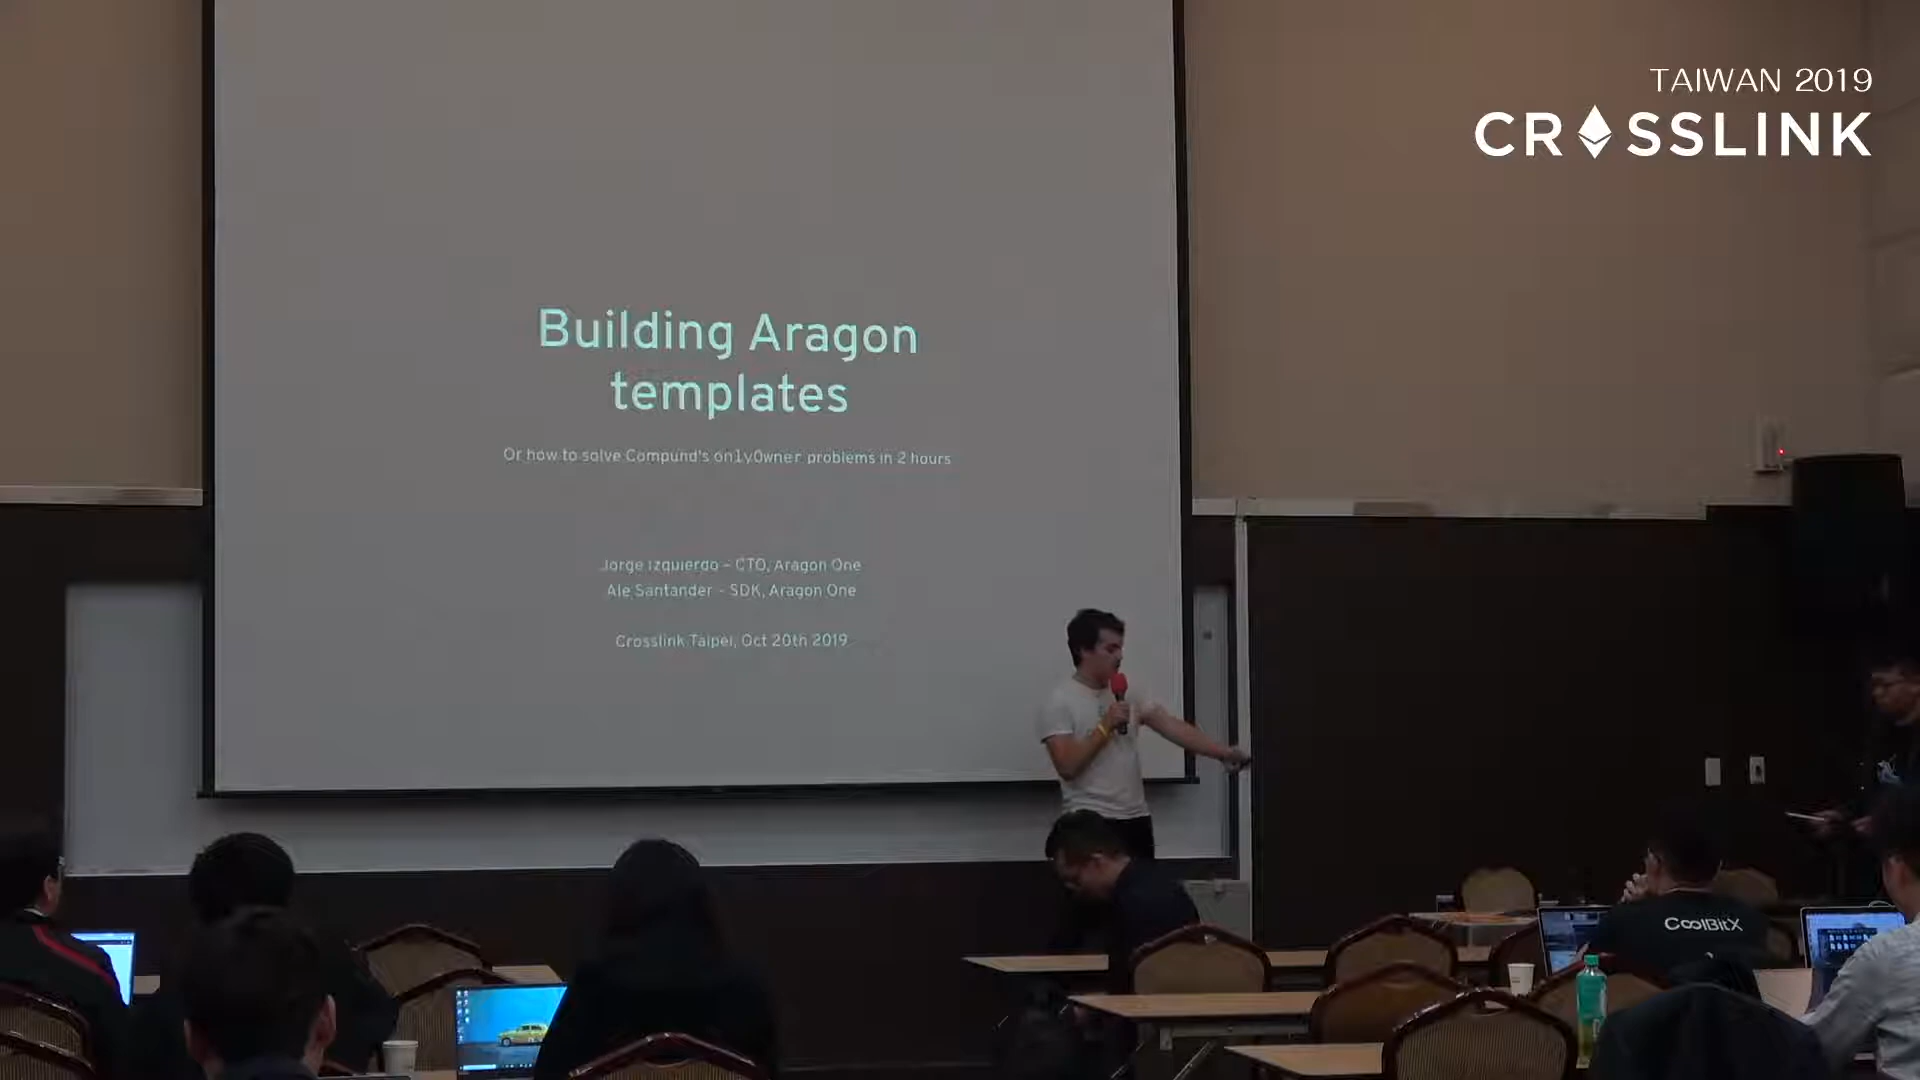 TAIWAN 2019
CROSSLINK
Building Aragon
templates
Or how to solve Compund's onlyOwner problems in 2 hours
Jorge Izquierdo – CTO, Aragon One
Ale Santander – SDK, Aragon One
Crosslink Taipei, Oct 20th 2019
CoolBitX